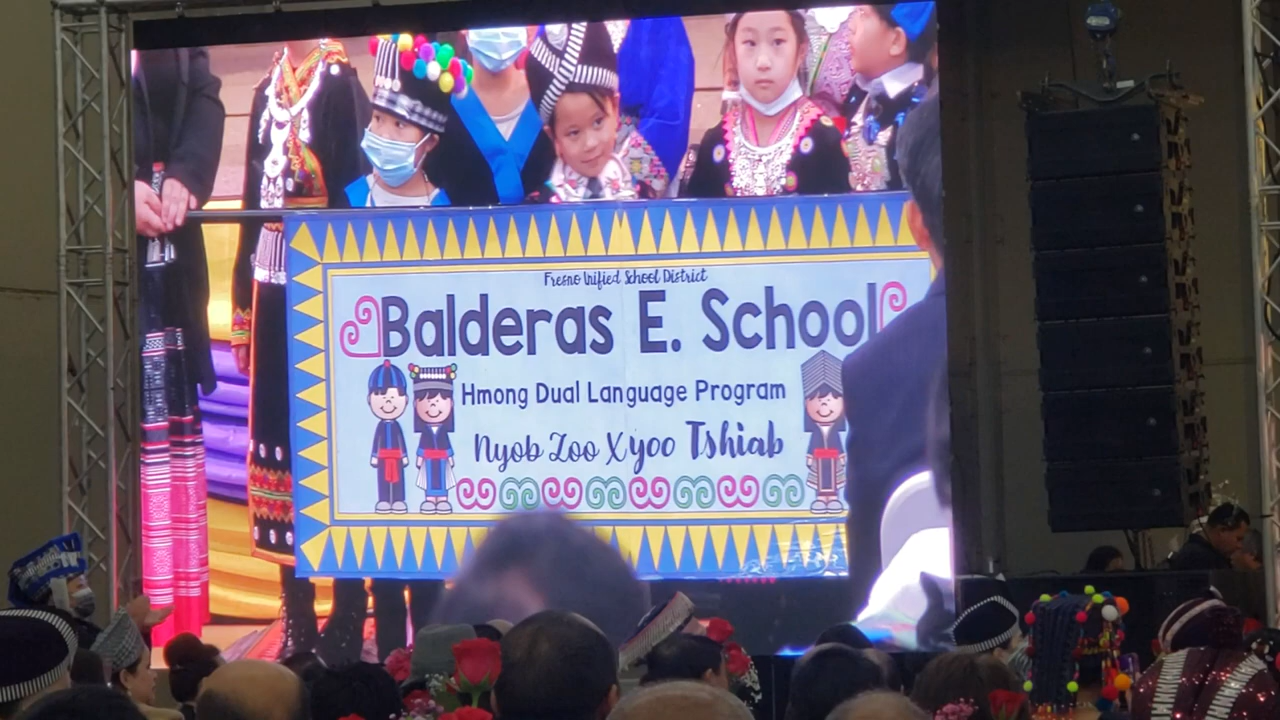 Fresno Unified School District
Balderas E. School
Hmong Dual Language Program
Nyob Zoo Xyoo Tshiab